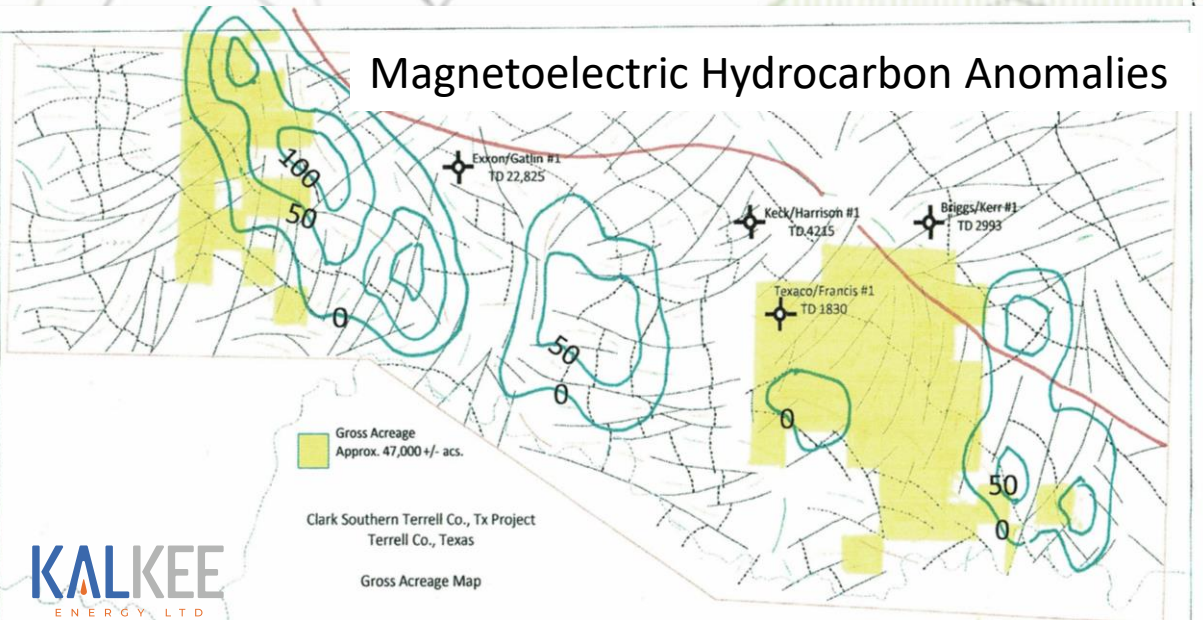 Magnetoelectric Hydrocarbon Anomalies
Exxon/Gatlin #1
TD 22,825
100
50
0
Keck/Harrison #1
TD.4215
Briggs/Kerr #1
TD 2993
Texaco/Francis #1
TD 1830
50
0
0
50
0
Gross Acreage
Approx. 47,000 +/- acs.
Clark Southern Terrell Co., Tx Project
Terrell Co., Texas
Gross Acreage Map
KALKEE
ENERGY LTD